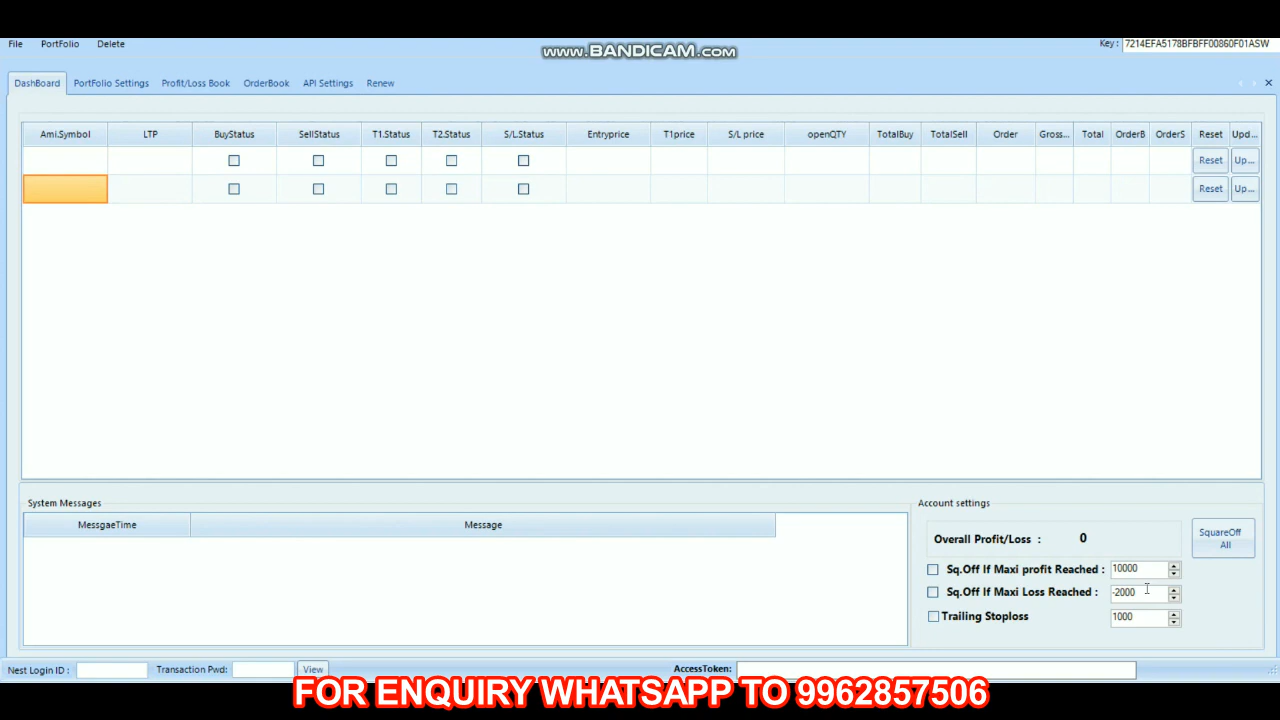 www.BANDICAM.com
File PortFolio Delete Key : 7214EFA5178BFBFF00860F01ASW
DashBoard PortFolio Settings Profit/Loss Book OrderBook API Settings Renew
Ami.Symbol LTP BuyStatus SellStatus T1.Status T2.Status S/L.Status Entryprice T1price S/L price openQTY TotalBuy TotalSell Order Gross... Total OrderB OrderS Reset Upd...
Reset Up...
Reset Up...
System Messages
MessgaeTime Message
Account settings
Overall Profit/Loss : 0
SquareOff
All
Sq.Off If Maxi profit Reached : 10000
Sq.Off If Maxi Loss Reached : -2000
Trailing Stoploss 1000
Nest Login ID : Transaction Pwd: View AccessToken:
FOR ENQUIRY WHATSAPP TO 9962857506